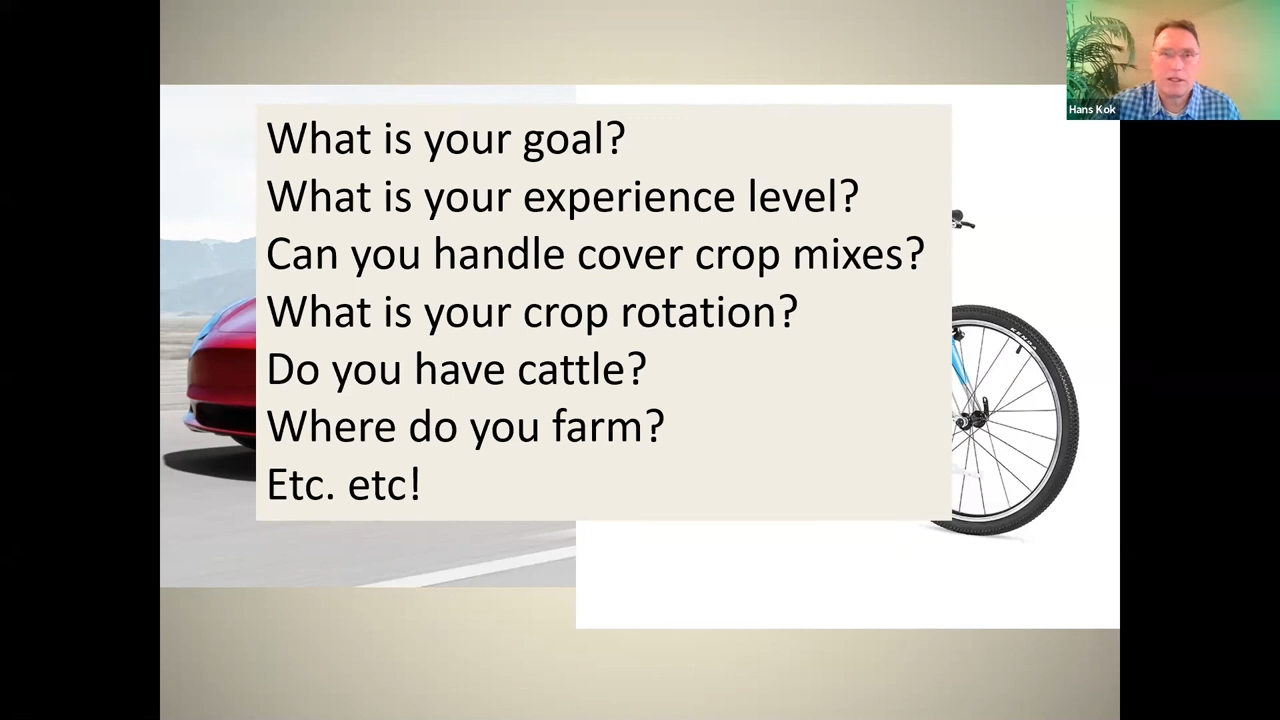 What is your goal?
What is your experience level?
Can you handle cover crop mixes?
What is your crop rotation?
Do you have cattle?
Where do you farm?
Etc. etc!
Hans Kok